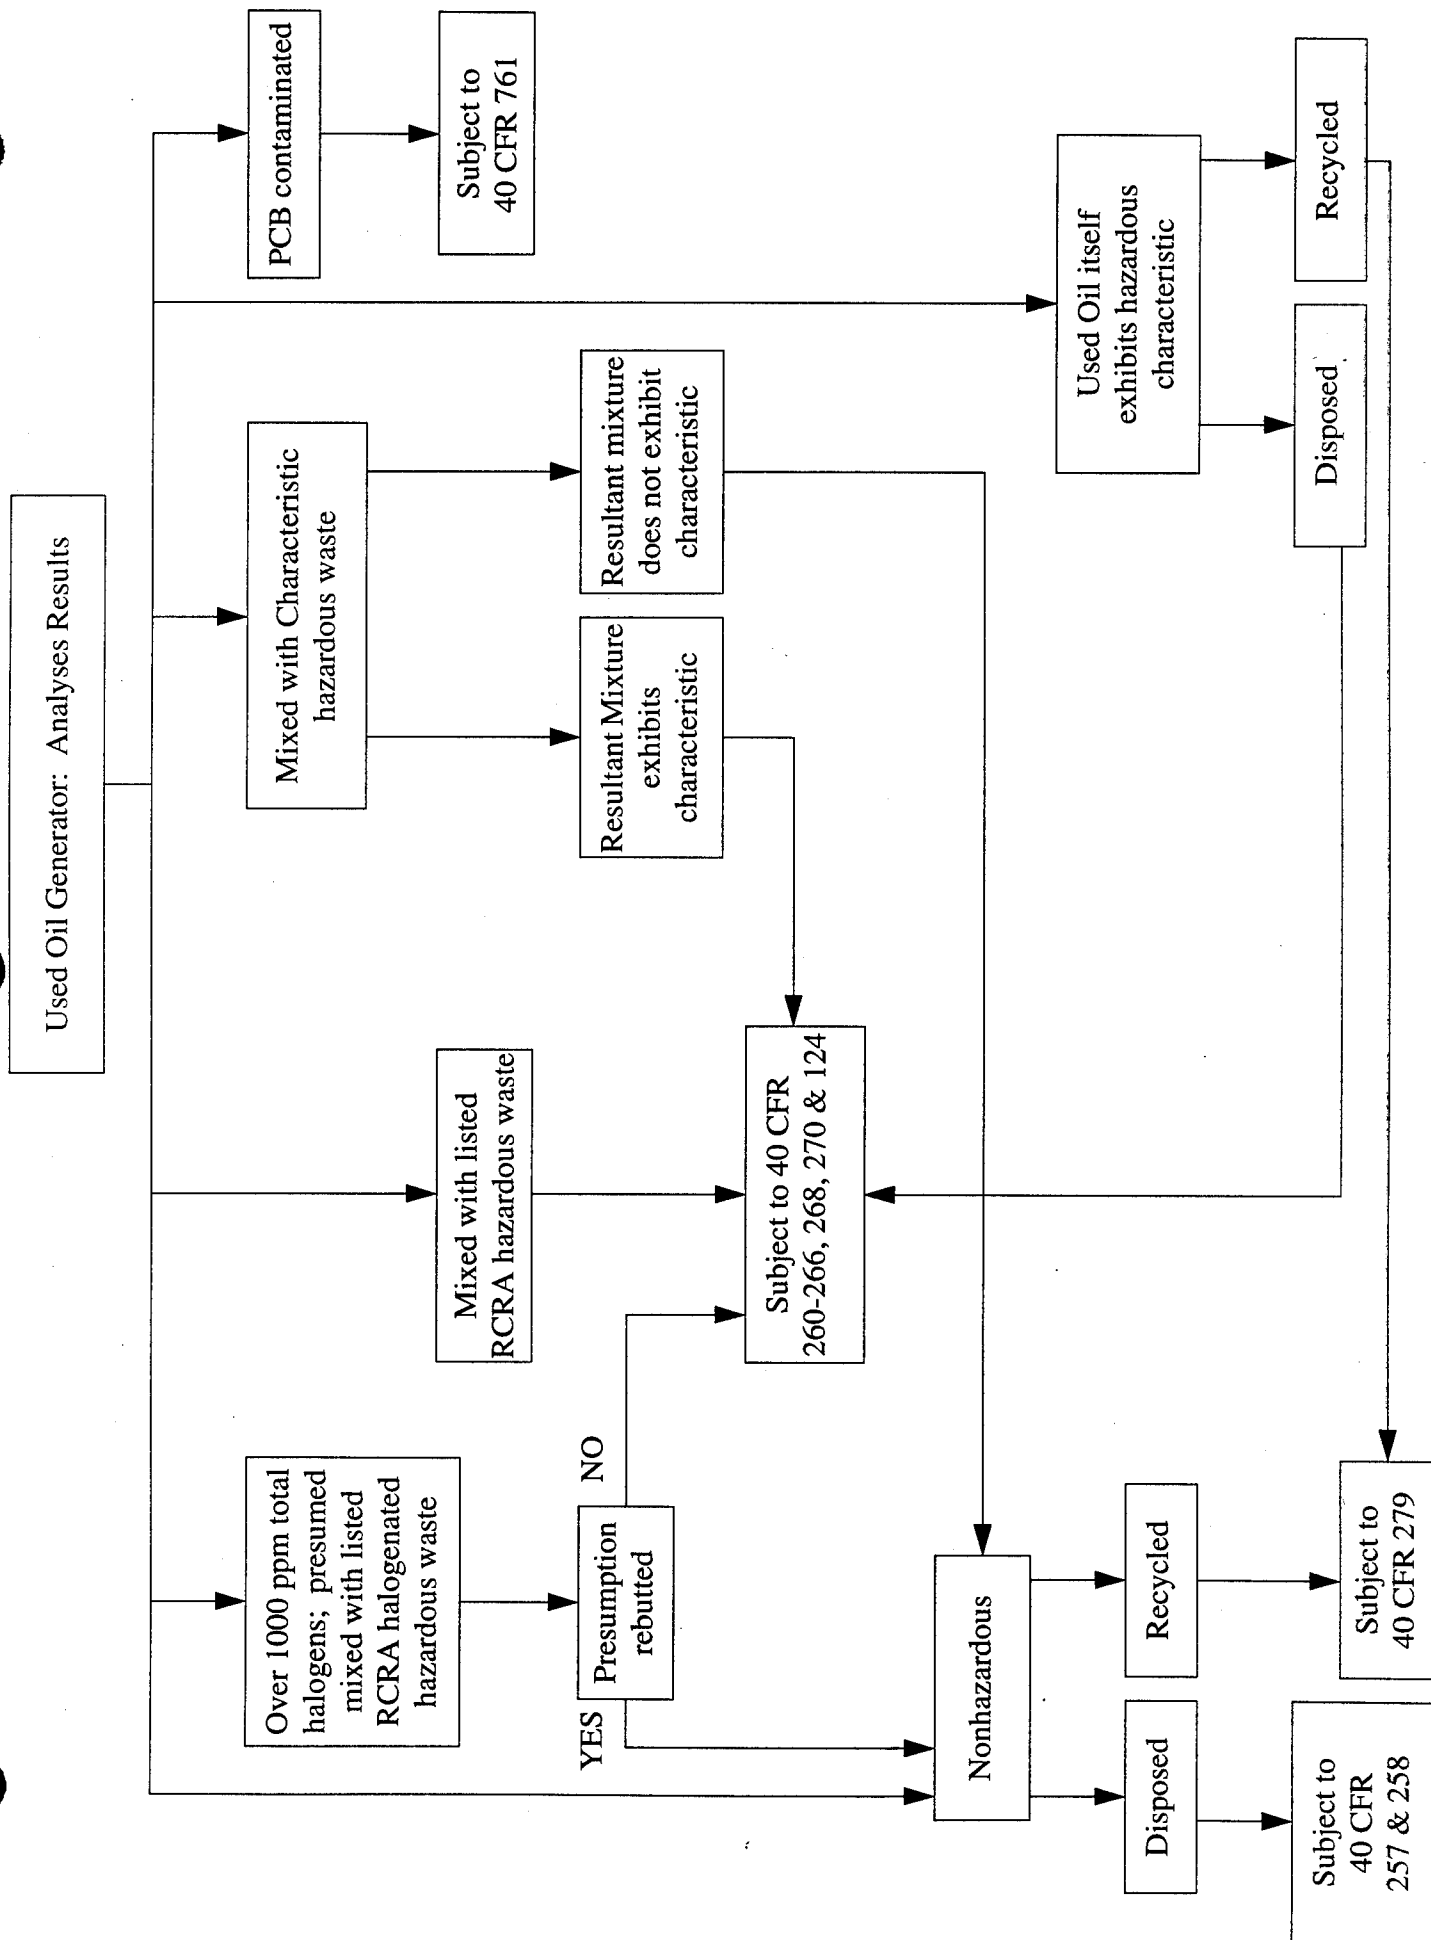 Used Oil Generator: Analyses Results
Over 1000 ppm total
halogens; presumed
mixed with listed
RCRA halogenated
hazardous waste
Mixed with listed
RCRA hazardous waste
Mixed with Characteristic
hazardous waste
PCB contaminated
Subject to
40 CFR 761
Presumption
rebutted
YES
NO
Resultant Mixture
exhibits
characteristic
Resultant mixture
does not exhibit
characteristic
Subject to 40 CFR
260-266, 268, 270 & 124
Nonhazardous
Used Oil itself
exhibits hazardous
characteristic
Disposed
Recycled
Disposed
Recycled
Subject to
40 CFR
257 & 258
Subject to
40 CFR 279